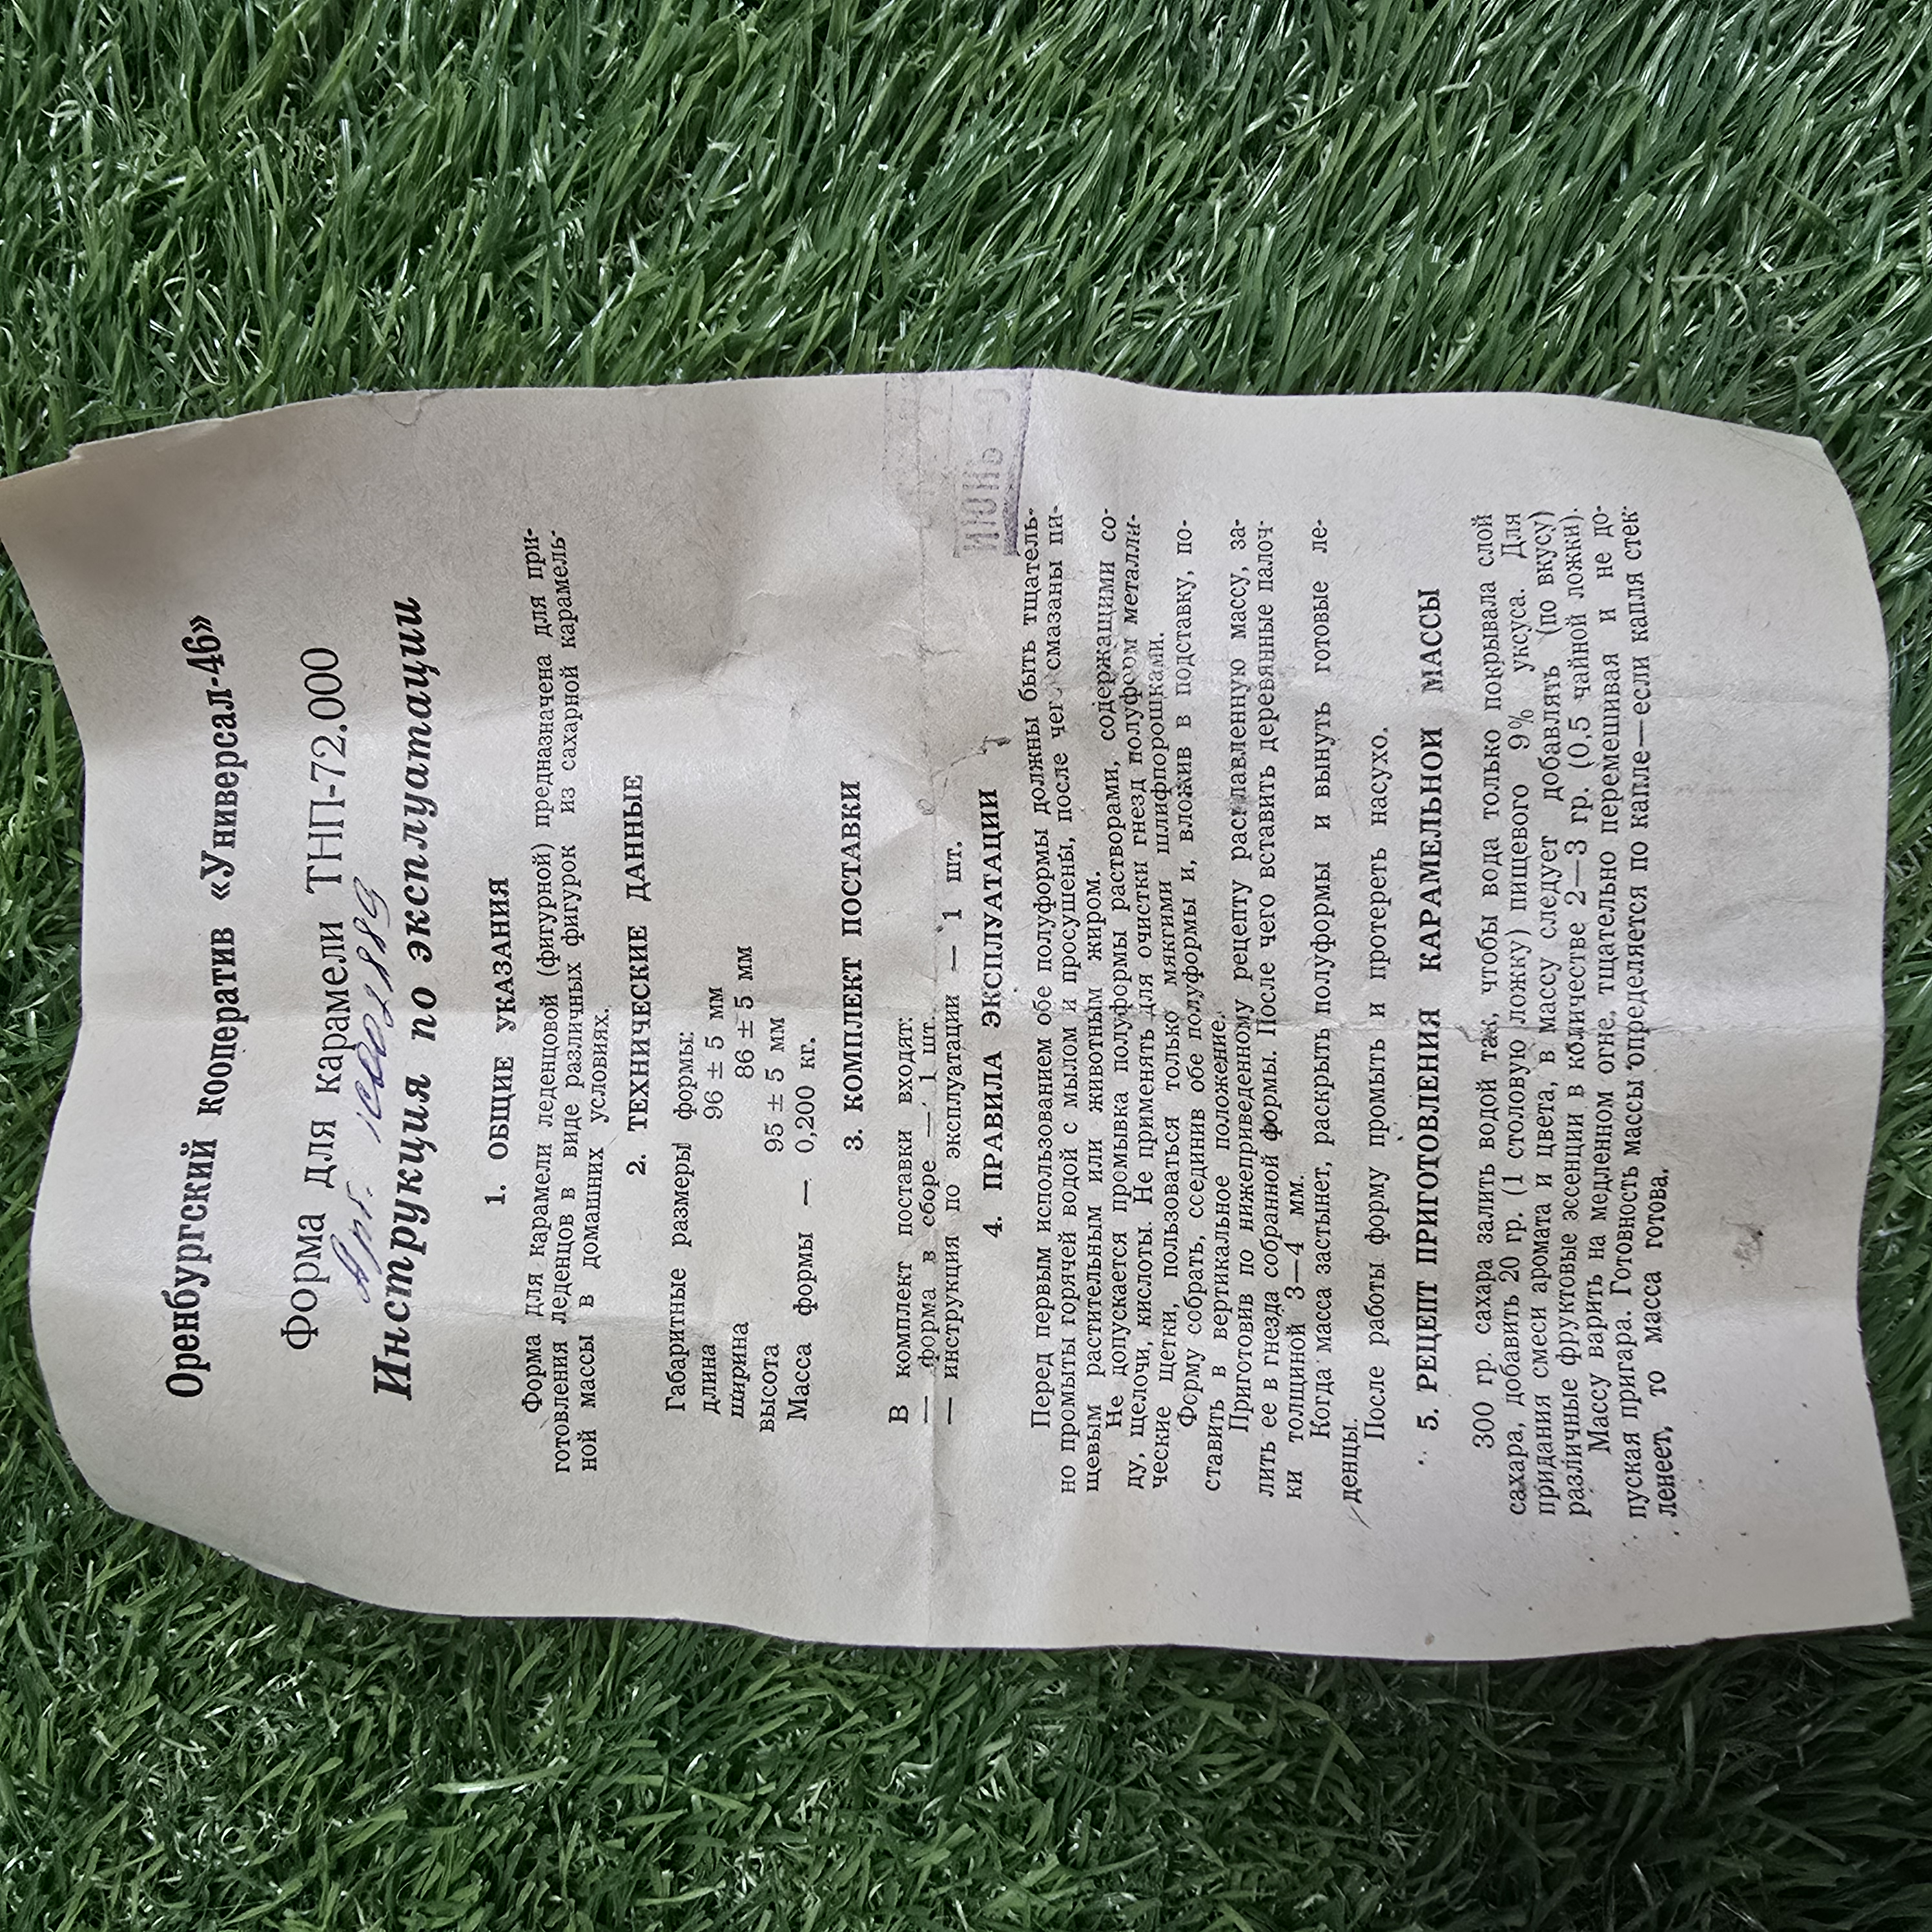 Оренбургский кооператив «Универсал-46»
Форма для карамели ТНП-72.000
Арт.
Инструкция по эксплуатации
1. ОБЩИЕ УКАЗАНИЯ
Форма для карамели леденцовой (фигурной) предназначена для при-
готовления леденцов в виде различных фигурок из сахарной карамель-
ной массы в домашних условиях.
2. ТЕХНИЧЕСКИЕ ДАННЫЕ
Габаритные размеры формы:
длина 96 ± 5 мм
ширина 86 ± 5 мм
высота 95 ± 5 мм
Масса формы — 0,200 кг.
3. КОМПЛЕКТ ПОСТАВКИ
В комплект поставки входят:
— форма в сборе — 1 шт.
— инструкция по эксплуатации — 1 шт.
ИЮНЬ
4. ПРАВИЛА ЭКСПЛУАТАЦИИ
Перед первым использованием обе полуформы должны быть тщатель-
но промыты горячей водой с мылом и просушены, после чего смазаны пи-
щевым растительным или животным жиром.
Не допускается промывка полуформы растворами, содержащими со-
ду, щелочи, кислоты. Не применять для очистки гнезд полуформ металли-
ческие щетки, пользоваться только мягкими шлифпорошками.
Форму собрать, соединив обе полуформы и, вложив в подставку, по-
ставить в вертикальное положение.
Приготовив по нижеприведенному рецепту расплавленную массу, за-
лить ее в гнезда собранной формы. После чего вставить деревянные палоч-
ки толщиной 3—4 мм.
Когда масса застынет, раскрыть полуформы и вынуть готовые ле-
денцы.
После работы форму промыть и протереть насухо.
5. РЕЦЕПТ ПРИГОТОВЛЕНИЯ КАРАМЕЛЬНОЙ МАССЫ
300 гр. сахара залить водой так, чтобы вода только покрывала слой
сахара, добавить 20 гр. (1 столовую ложку) пищевого 9% уксуса. Для
придания смеси аромата и цвета, в массу следует добавлять (по вкусу)
различные фруктовые эссенции в количестве 2—3 гр. (0,5 чайной ложки).
Массу варить на медленном огне, тщательно перемешивая и не до-
пуская пригара. Готовность массы определяется по капле—если капля стек-
ленеет, то масса готова.